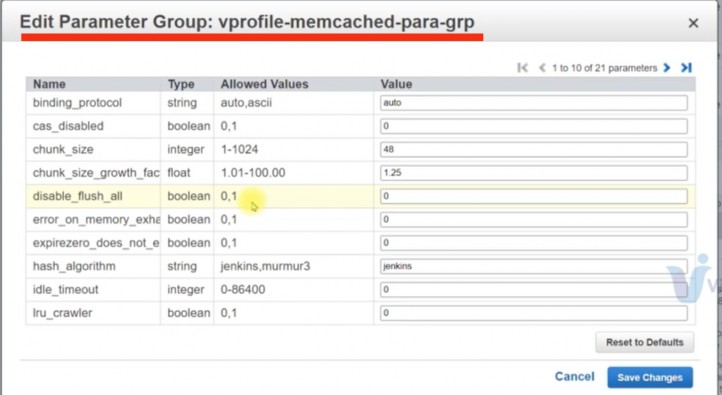 Edit Parameter Group: vprofile-memcached-para-grp ×
1 to 10 of 21 parameters
Name Type Allowed Values Value
binding_protocol string auto,ascii auto
cas_disabled boolean 0,1 0
chunk_size integer 1-1024 48
chunk_size_growth_fac float 1.01-100.00 1.25
disable_flush_all boolean 0,1 0
error_on_memory_exha boolean 0,1 0
expirezero_does_not_e boolean 0,1 0
hash_algorithm string jenkins,murmur3 jenkins
idle_timeout integer 0-86400 0
lru_crawler boolean 0,1 0
Reset to Defaults
Cancel Save Changes